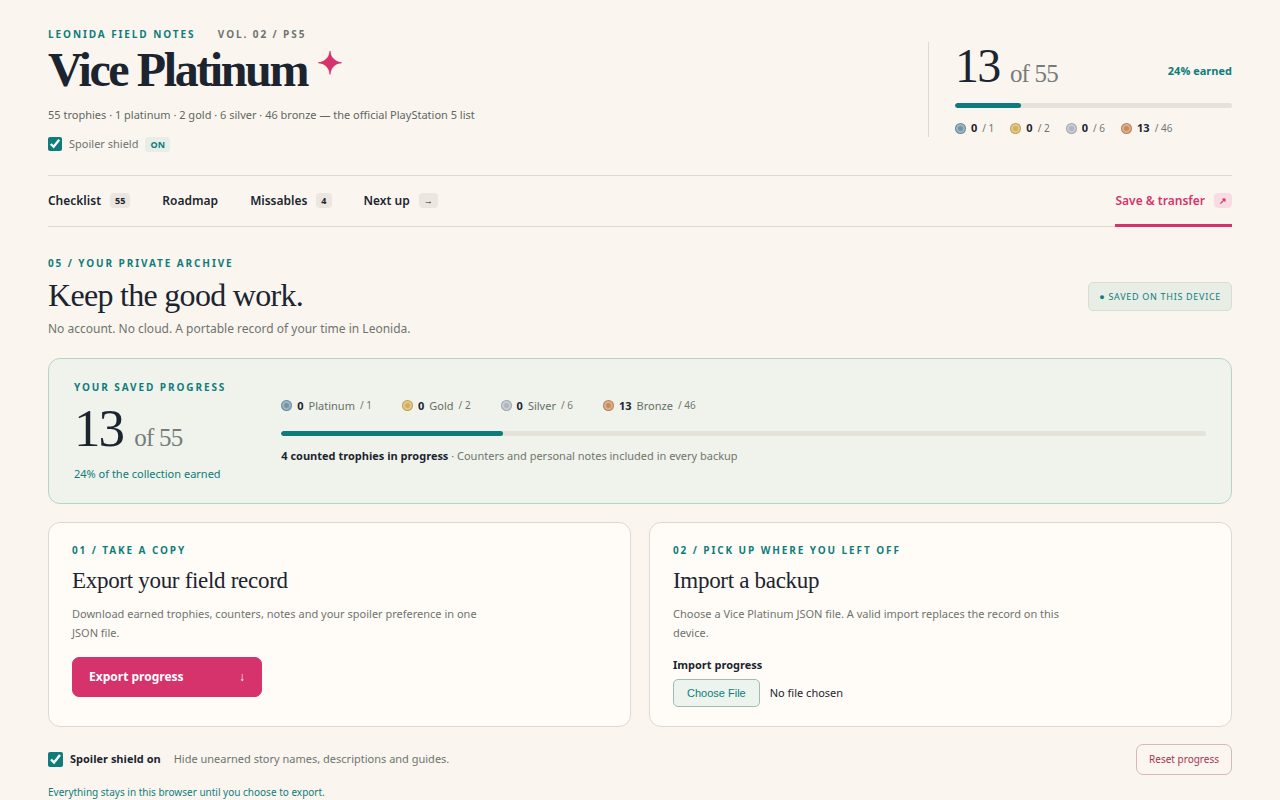 LEONIDA FIELD NOTES VOL. 02 / PS5
Vice Platinum ✦
55 trophies · 1 platinum · 2 gold · 6 silver · 46 bronze — the official PlayStation 5 list
Spoiler shield ON
13 of 55
24% earned
0 / 1 0 / 2 0 / 6 13 / 46
Checklist 55 Roadmap Missables 4 Next up → Save & transfer ↗
05 / YOUR PRIVATE ARCHIVE
Keep the good work.
● SAVED ON THIS DEVICE
No account. No cloud. A portable record of your time in Leonida.
YOUR SAVED PROGRESS
13 of 55
24% of the collection earned
0 Platinum / 1 0 Gold / 2 0 Silver / 6 13 Bronze / 46
4 counted trophies in progress · Counters and personal notes included in every backup
01 / TAKE A COPY
Export your field record
Download earned trophies, counters, notes and your spoiler preference in one
JSON file.
Export progress ↓
02 / PICK UP WHERE YOU LEFT OFF
Import a backup
Choose a Vice Platinum JSON file. A valid import replaces the record on this
device.
Import progress
Choose File No file chosen
Spoiler shield on Hide unearned story names, descriptions and guides.
Reset progress
Everything stays in this browser until you choose to export.